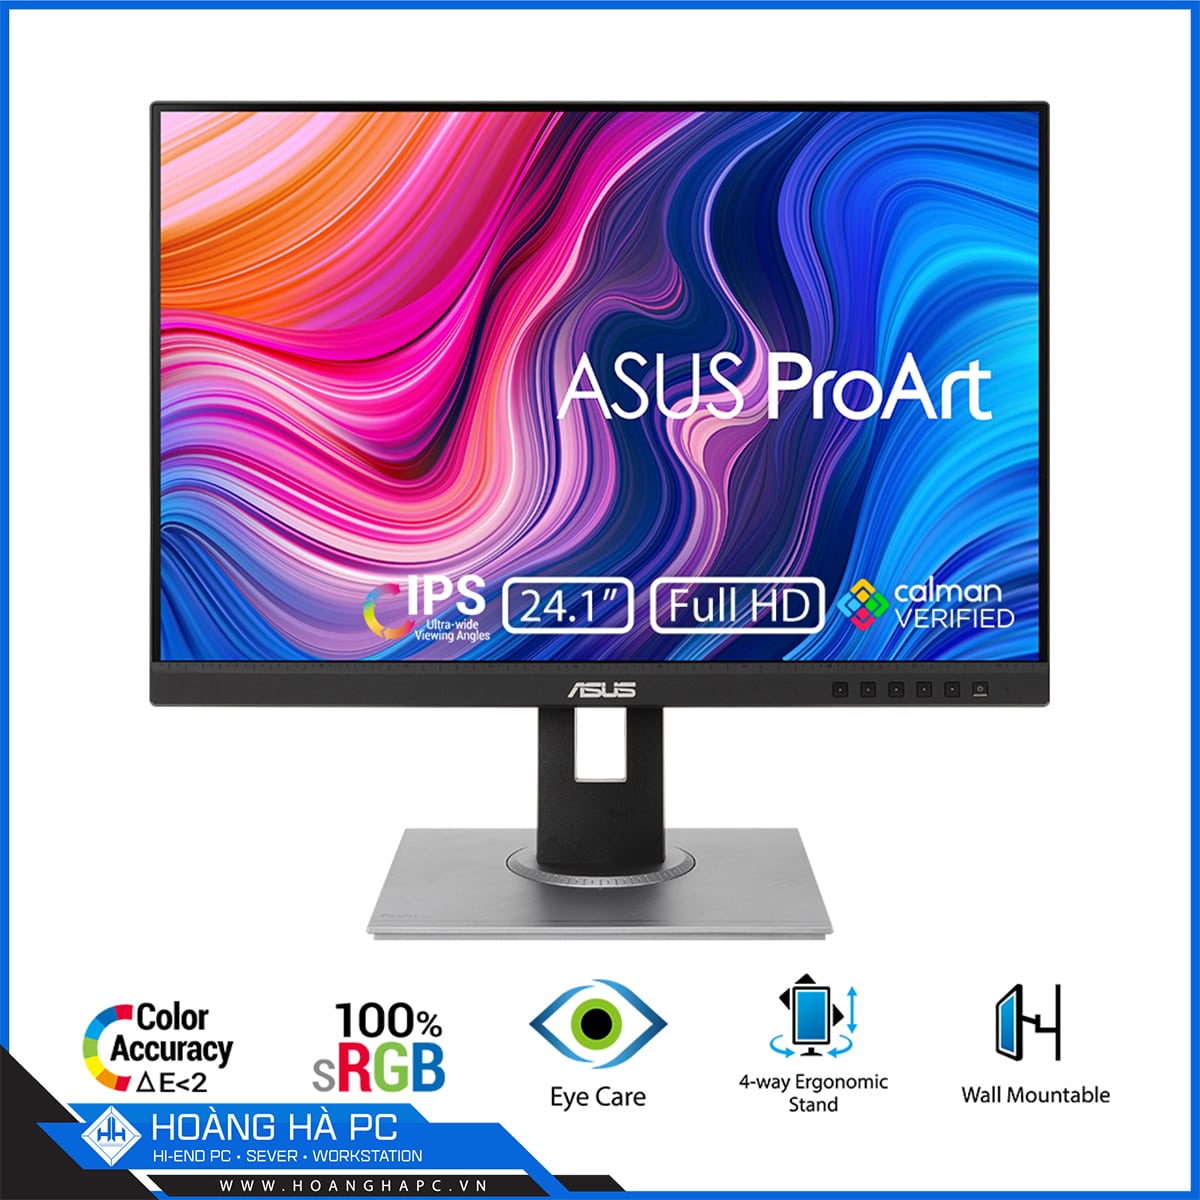 ASUS ProArt
IPS
Ultra-wide
Viewing Angles
24.1"
Full HD
calman
VERIFIED
ASUS
ProArt
Color
Accuracy
ΔE<2
100%
sRGB
Eye Care
4-way Ergonomic
Stand
Wall Mountable
HOÀNG HÀ PC
HI-END PC • SEVER • WORKSTATION
WWW.HOANGHAPC.VN